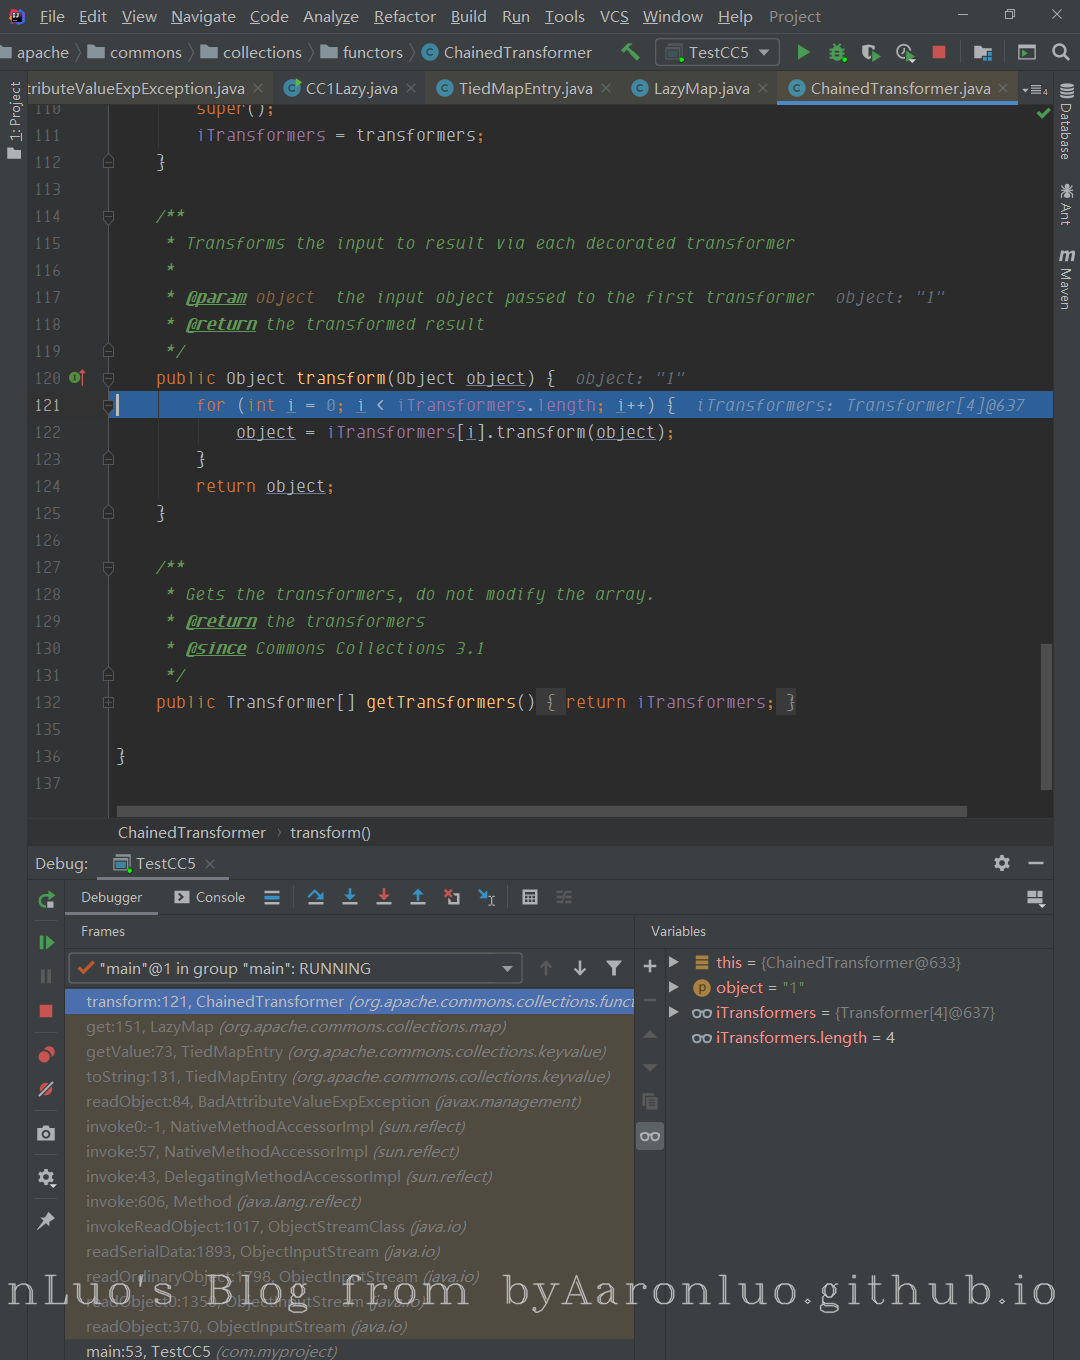 File Edit View Navigate Code Analyze Refactor Build Run Tools VCS Window Help Project
apache commons collections functors ChainedTransformer TestCC5
tributeValueExpException.java CC1Lazy.java TiedMapEntry.java LazyMap.java ChainedTransformer.java 4
1: Project
Database
Ant
Maven
110 super();
111 iTransformers = transformers;
112 }
113
114 /**
115 * Transforms the input to result via each decorated transformer
116 *
117 * @param object  the input object passed to the first transformer  object: "1"
118 * @return the transformed result
119 */
120 public Object transform(Object object) {  object: "1"
121 for (int i = 0; i < iTransformers.length; i++) {  iTransformers: Transformer[4]@637
122 object = iTransformers[i].transform(object);
123 }
124 return object;
125 }
126
127 /**
128 * Gets the transformers, do not modify the array.
129 * @return the transformers
130 * @since Commons Collections 3.1
131 */
132 public Transformer[] getTransformers() { return iTransformers; }
135
136 }
137
ChainedTransformer › transform()
Debug: TestCC5
Debugger Console
Frames
Variables
"main"@1 in group "main": RUNNING
transform:121, ChainedTransformer (org.apache.commons.collections.funct
get:151, LazyMap (org.apache.commons.collections.map)
getValue:73, TiedMapEntry (org.apache.commons.collections.keyvalue)
toString:131, TiedMapEntry (org.apache.commons.collections.keyvalue)
readObject:84, BadAttributeValueExpException (javax.management)
invoke0:-1, NativeMethodAccessorImpl (sun.reflect)
invoke:57, NativeMethodAccessorImpl (sun.reflect)
invoke:43, DelegatingMethodAccessorImpl (sun.reflect)
invoke:606, Method (java.lang.reflect)
invokeReadObject:1017, ObjectStreamClass (java.io)
readSerialData:1893, ObjectInputStream (java.io)
readOrdinaryObject:1798, ObjectInputStream (java.io)
readObject0:1350, ObjectInputStream (java.io)
readObject:370, ObjectInputStream (java.io)
main:53, TestCC5 (com.myproject)
this = {ChainedTransformer@633}
object = "1"
iTransformers = {Transformer[4]@637}
iTransformers.length = 4
nLuo's Blog from byAaronluo.github.io